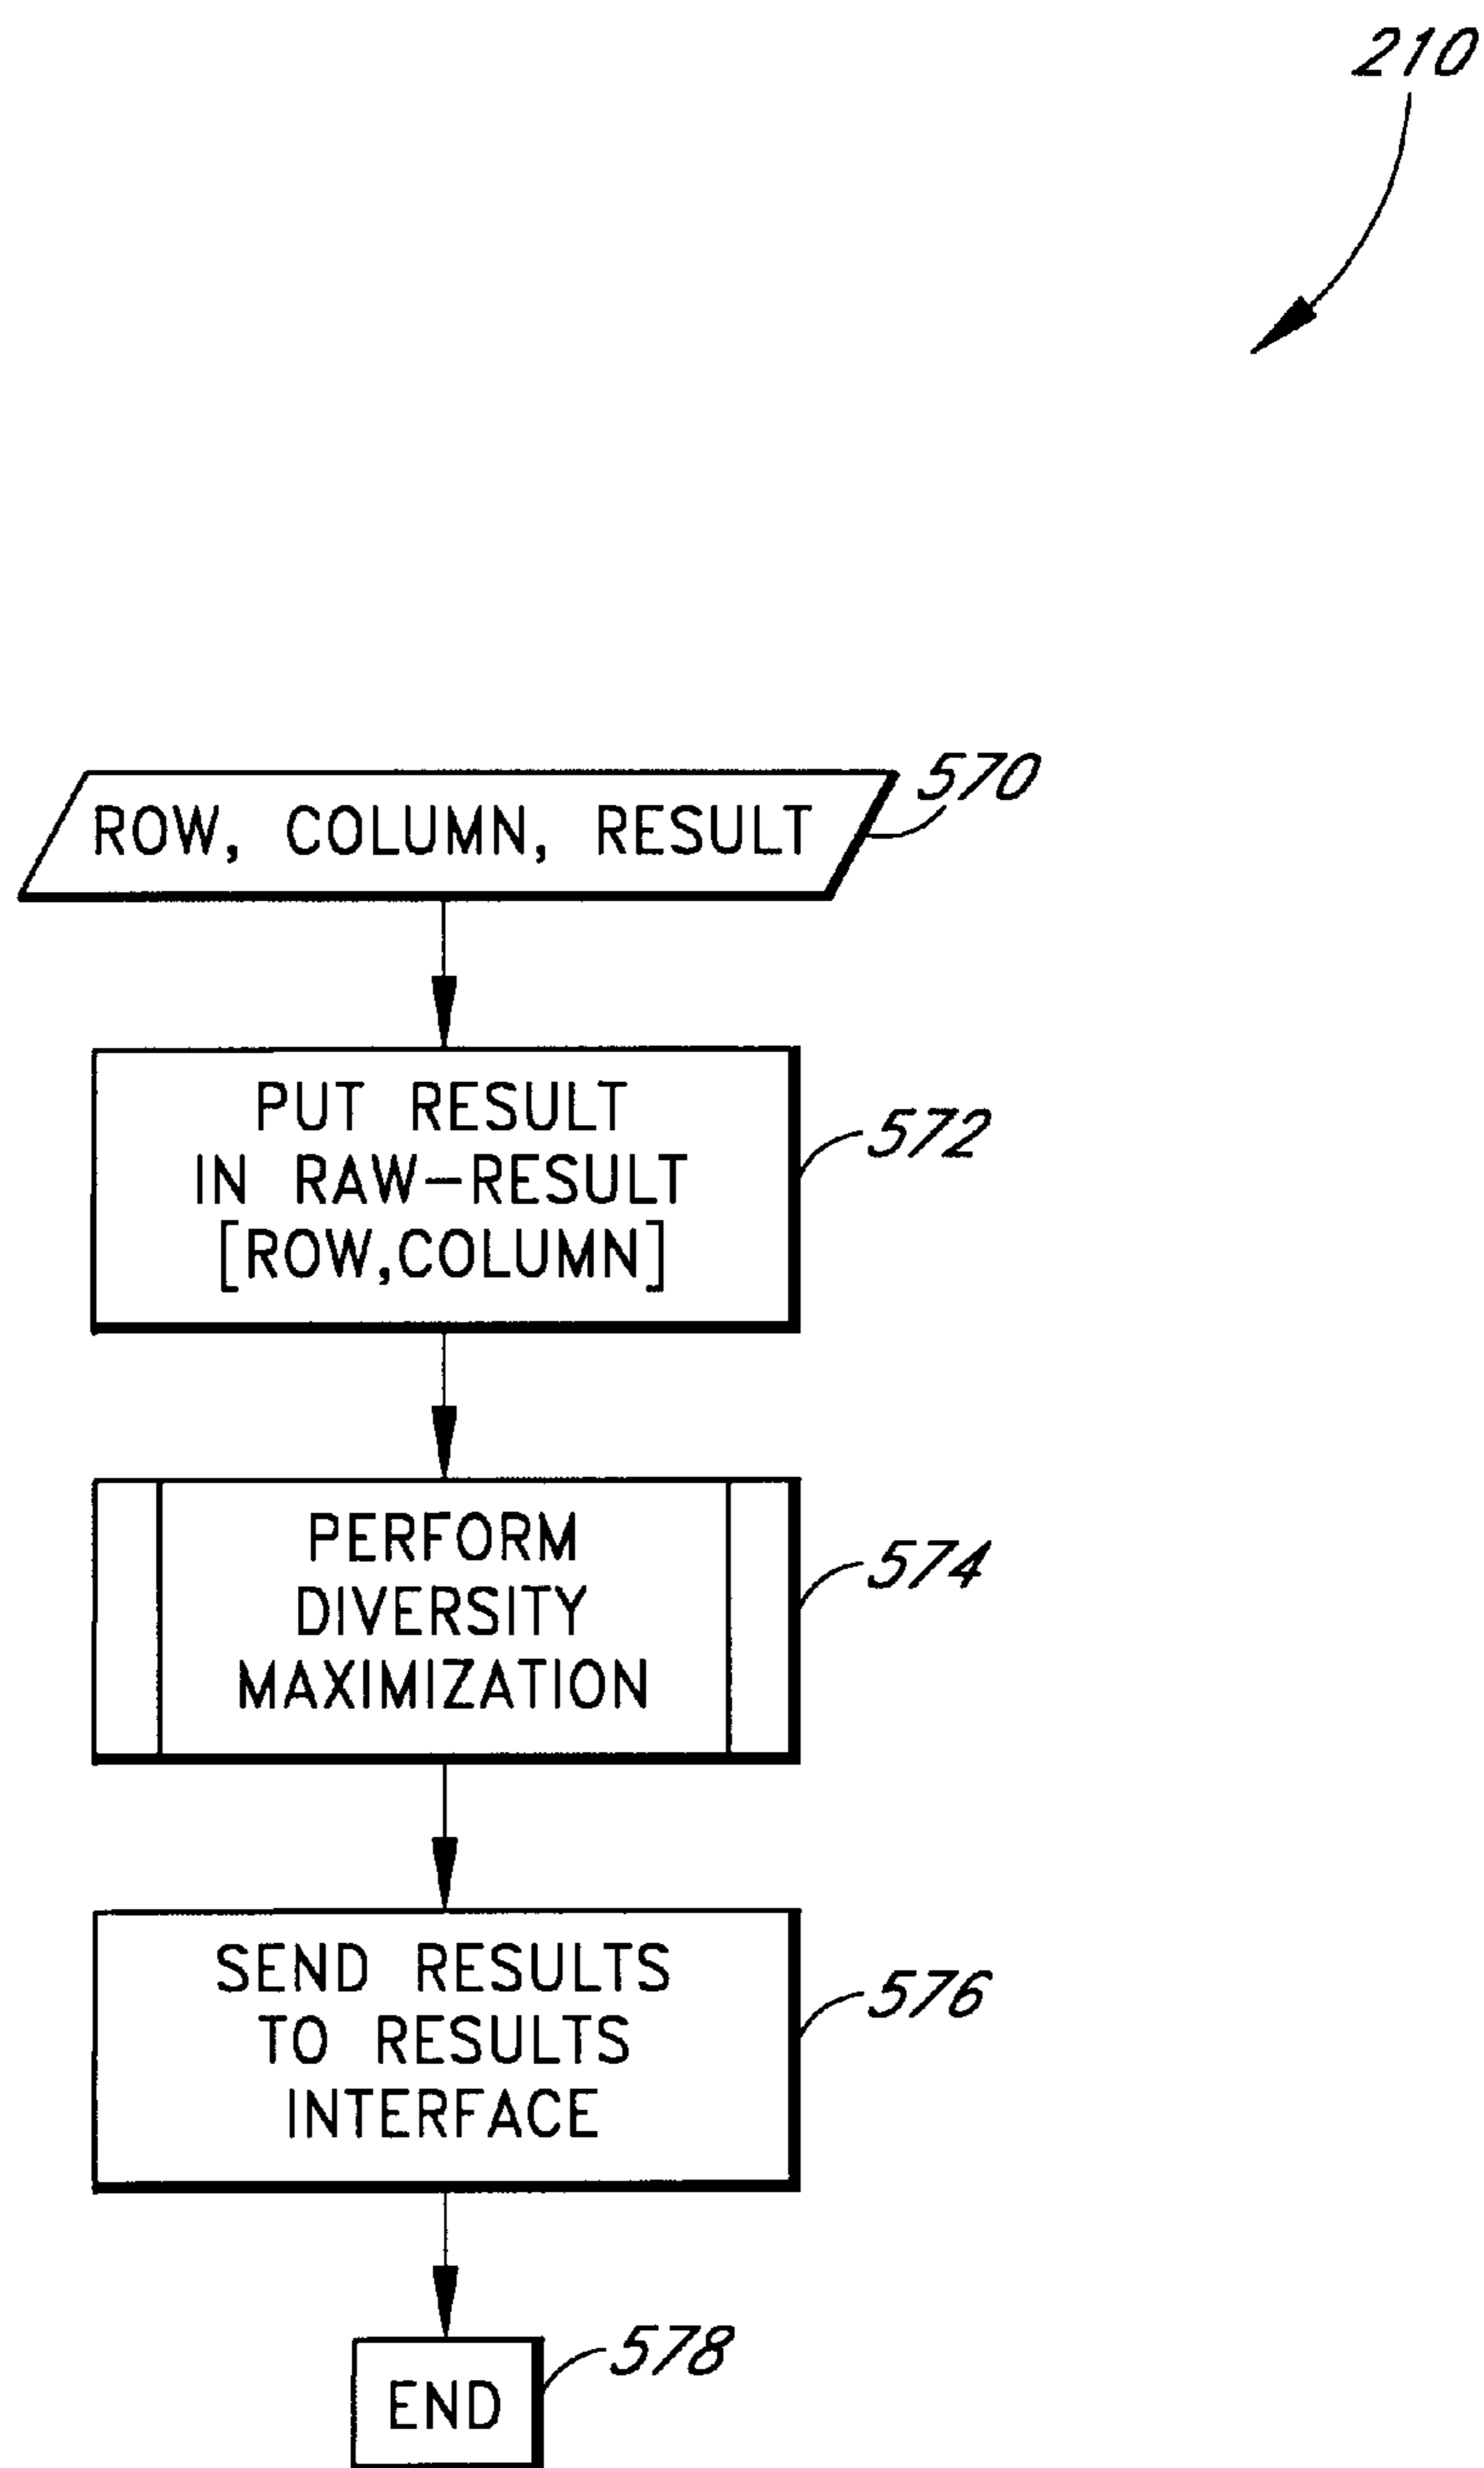 210
ROW, COLUMN, RESULT
570
PUT RESULT
IN RAW-RESULT
[ROW,COLUMN]
572
PERFORM
DIVERSITY
MAXIMIZATION
574
SEND RESULTS
TO RESULTS
INTERFACE
576
END
578